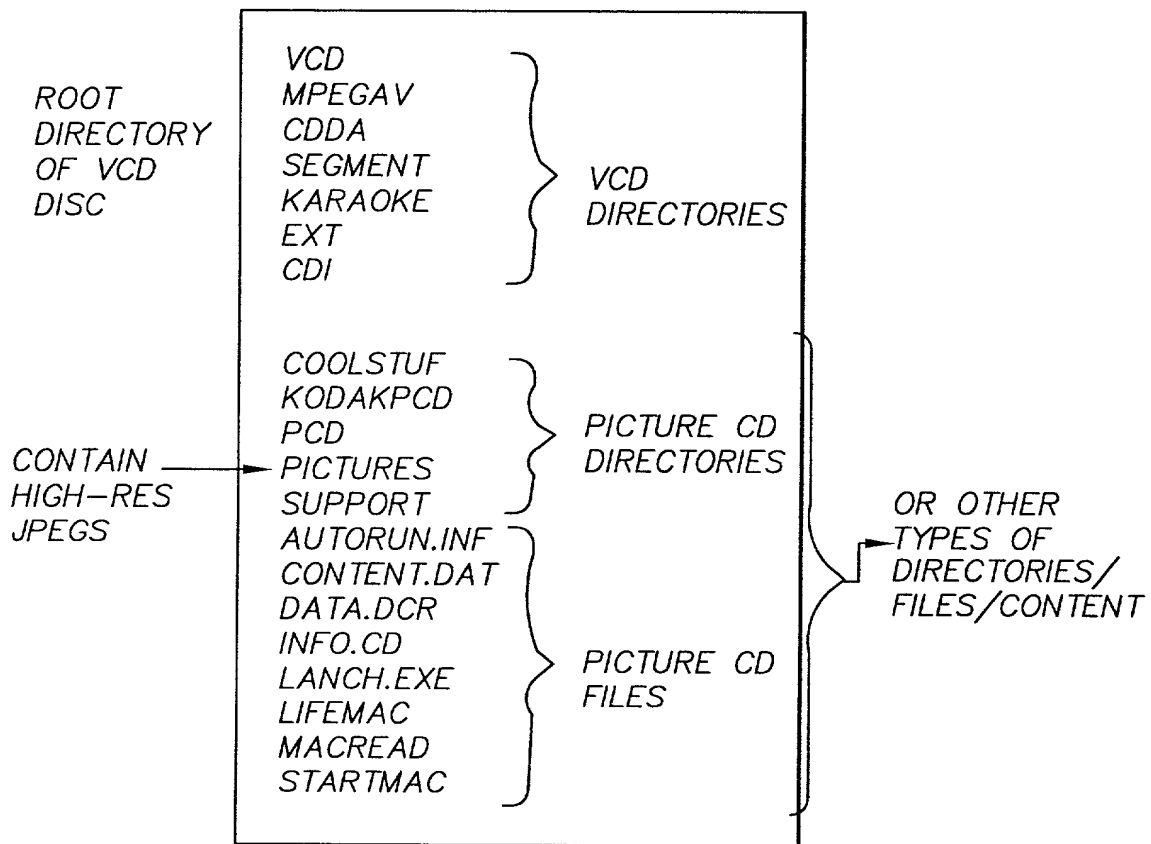 ROOT
DIRECTORY
OF VCD
DISC
VCD
MPEGAV
CDDA
SEGMENT
KARAOKE
EXT
CDI
VCD
DIRECTORIES
CONTAIN
HIGH-RES
JPEGS
COOLSTUF
KODAKPCD
PCD
PICTURES
SUPPORT
PICTURE CD
DIRECTORIES
AUTORUN.INF
CONTENT.DAT
DATA.DCR
INFO.CD
LANCH.EXE
LIFEMAC
MACREAD
STARTMAC
PICTURE CD
FILES
OR OTHER
TYPES OF
DIRECTORIES/
FILES/CONTENT